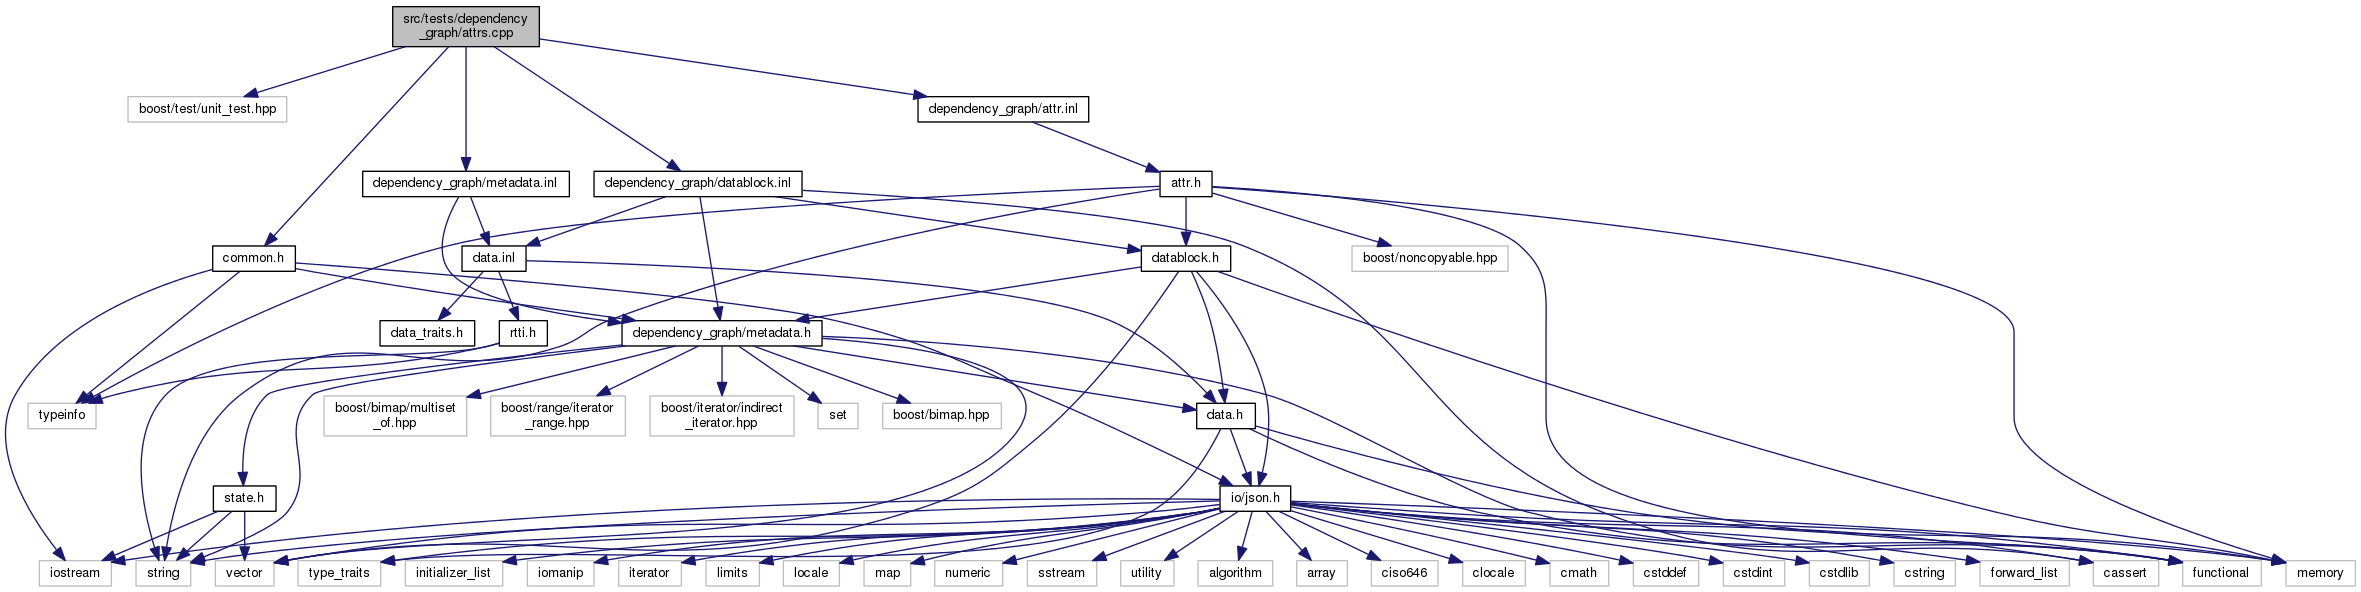 src/tests/dependency
_graph/attrs.cpp
boost/test/unit_test.hpp
dependency_graph/attr.inl
dependency_graph/metadata.inl
dependency_graph/datablock.inl
attr.h
common.h
data.inl
datablock.h
boost/noncopyable.hpp
data_traits.h
rtti.h
dependency_graph/metadata.h
typeinfo
boost/bimap/multiset
_of.hpp
boost/range/iterator
_range.hpp
boost/iterator/indirect
_iterator.hpp
set
boost/bimap.hpp
data.h
state.h
io/json.h
iostream
string
vector
type_traits
initializer_list
iomanip
iterator
limits
locale
map
numeric
sstream
utility
algorithm
array
ciso646
clocale
cmath
cstddef
cstdint
cstdlib
cstring
forward_list
cassert
functional
memory